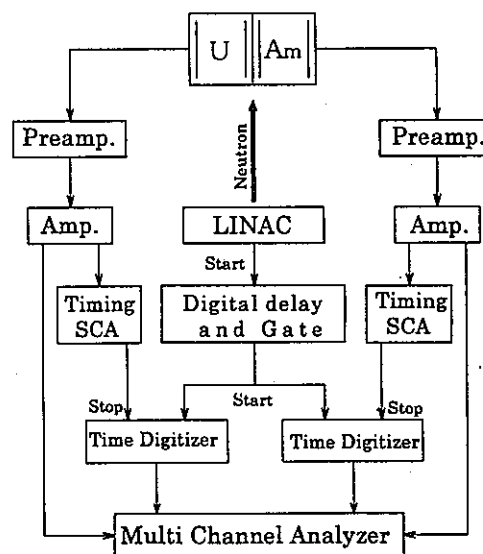 U Am
Preamp.
Preamp.
Neutron
Amp.
LINAC
Amp.
Start
Timing
SCA
Digital delay
and Gate
Timing
SCA
Stop
Start
Stop
Time Digitizer
Time Digitizer
Multi Channel Analyzer